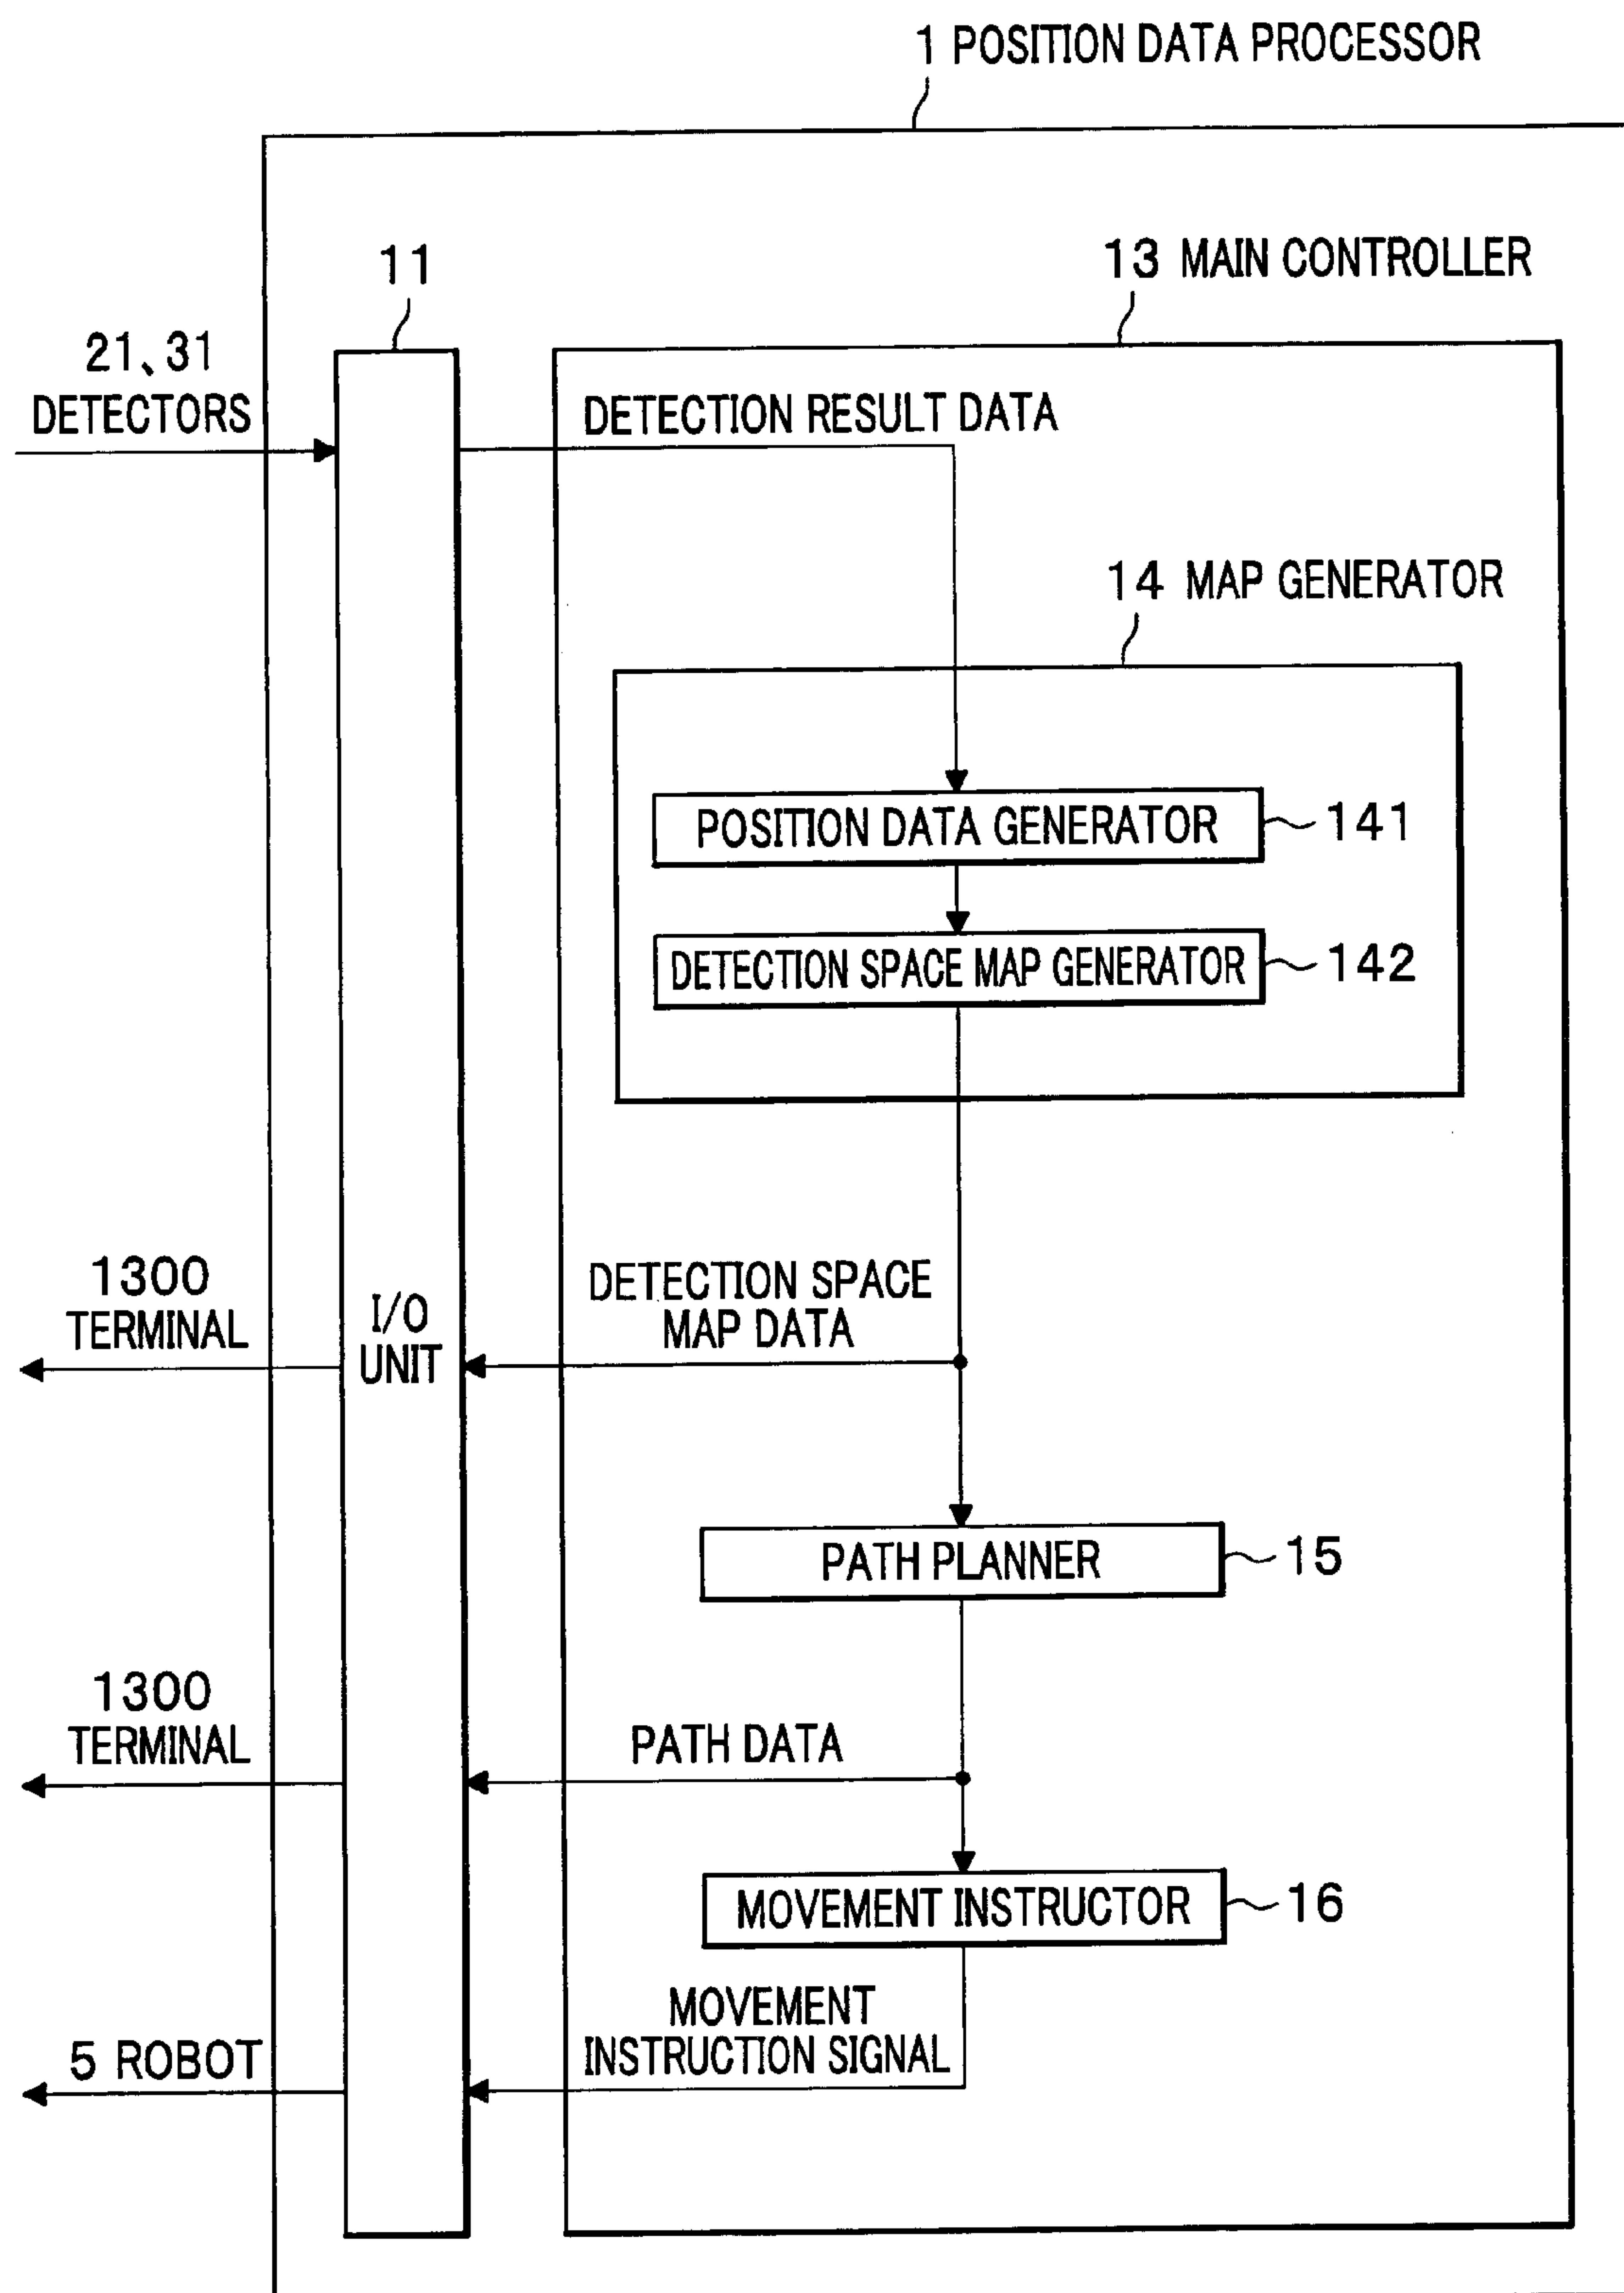 1 POSITION DATA PROCESSOR
11
13 MAIN CONTROLLER
21、31
DETECTORS
DETECTION RESULT DATA
14 MAP GENERATOR
POSITION DATA GENERATOR
141
DETECTION SPACE MAP GENERATOR
142
1300
TERMINAL
I/O
UNIT
DETECTION SPACE
MAP DATA
PATH PLANNER
15
1300
TERMINAL
PATH DATA
MOVEMENT INSTRUCTOR
16
MOVEMENT
INSTRUCTION SIGNAL
5 ROBOT